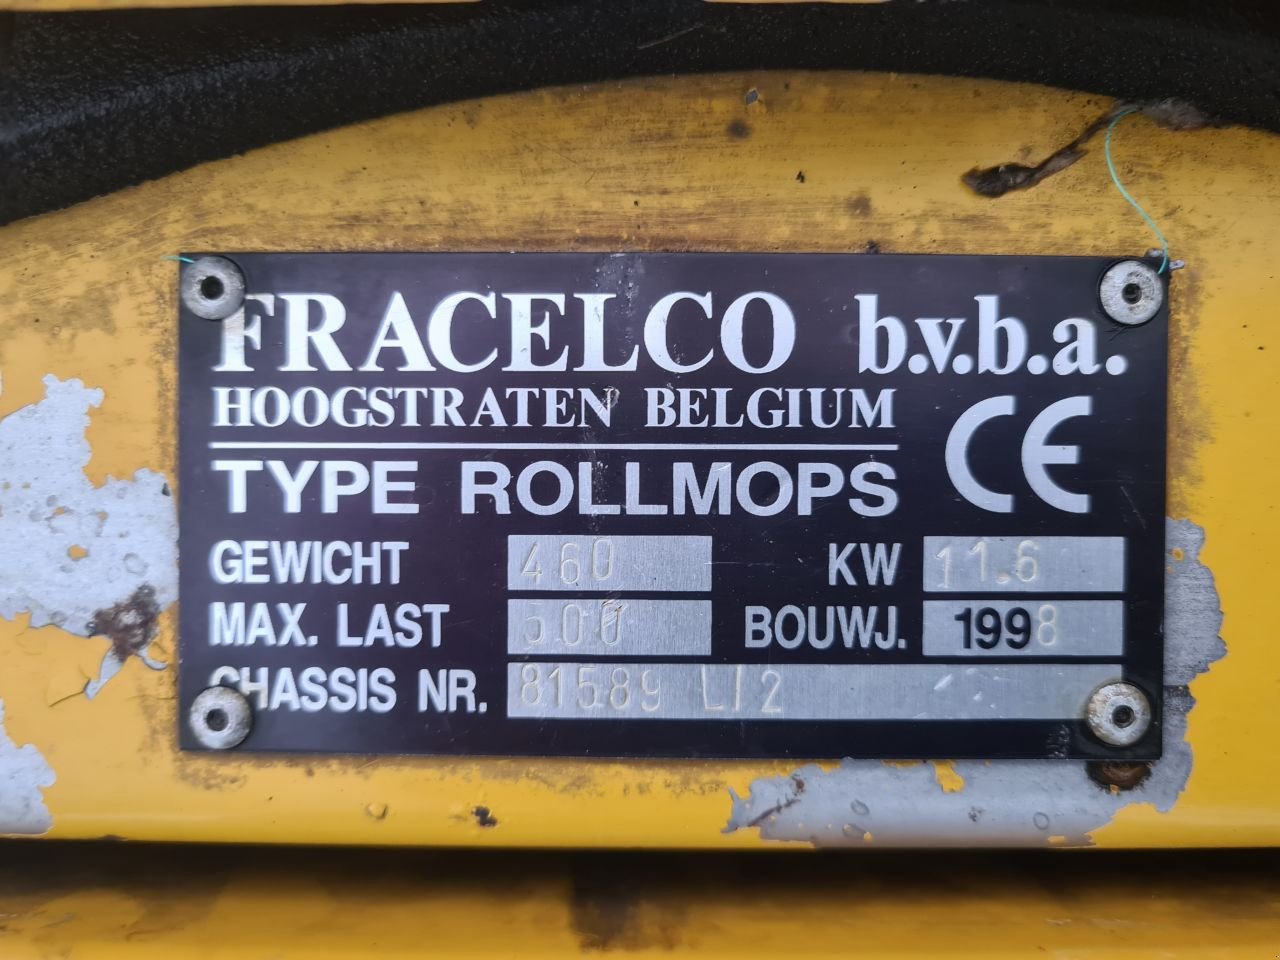 FRACELCO b.v.b.a.
HOOGSTRATEN BELGIUM
CE
TYPE ROLLMOPS
GEWICHT 460 KW 11.6
MAX. LAST 500 BOUWJ. 1998
CHASSIS NR. 81589 L/2